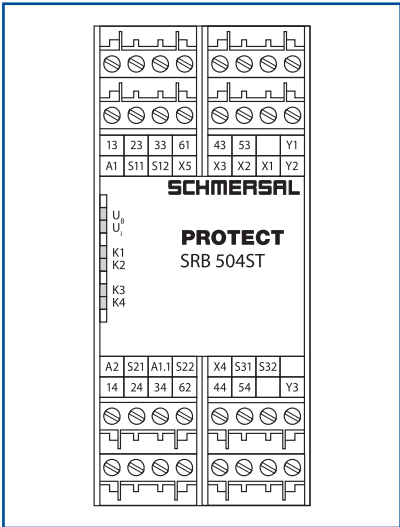 13 23 33 61 43 53 Y1
A1 S11 S12 X5 X3 X2 X1 Y2
SCHMERSAL
UB
Ui
PROTECT
SRB 504ST
K1
K2
K3
K4
A2 S21 A1.1 S22 X4 S31 S32
14 24 34 62 44 54 Y3